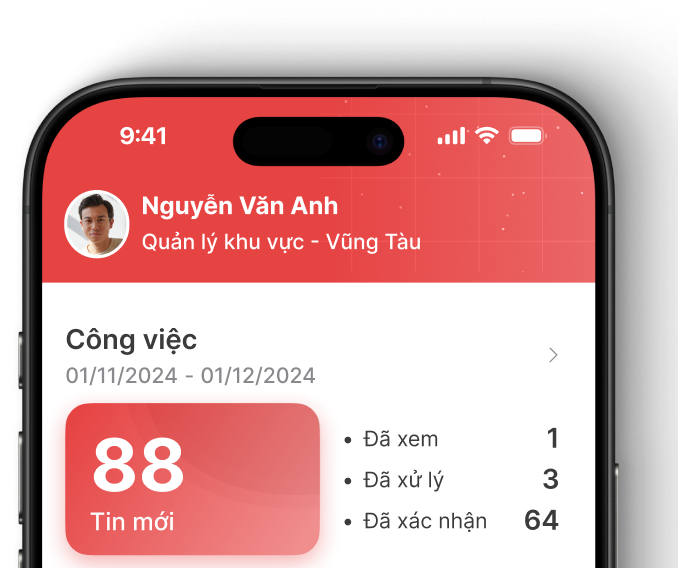 9:41
Nguyễn Văn Anh
Quản lý khu vực - Vũng Tàu
Công việc
01/11/2024 - 01/12/2024
88
Tin mới
• Đã xem 1
• Đã xử lý 3
• Đã xác nhận 64